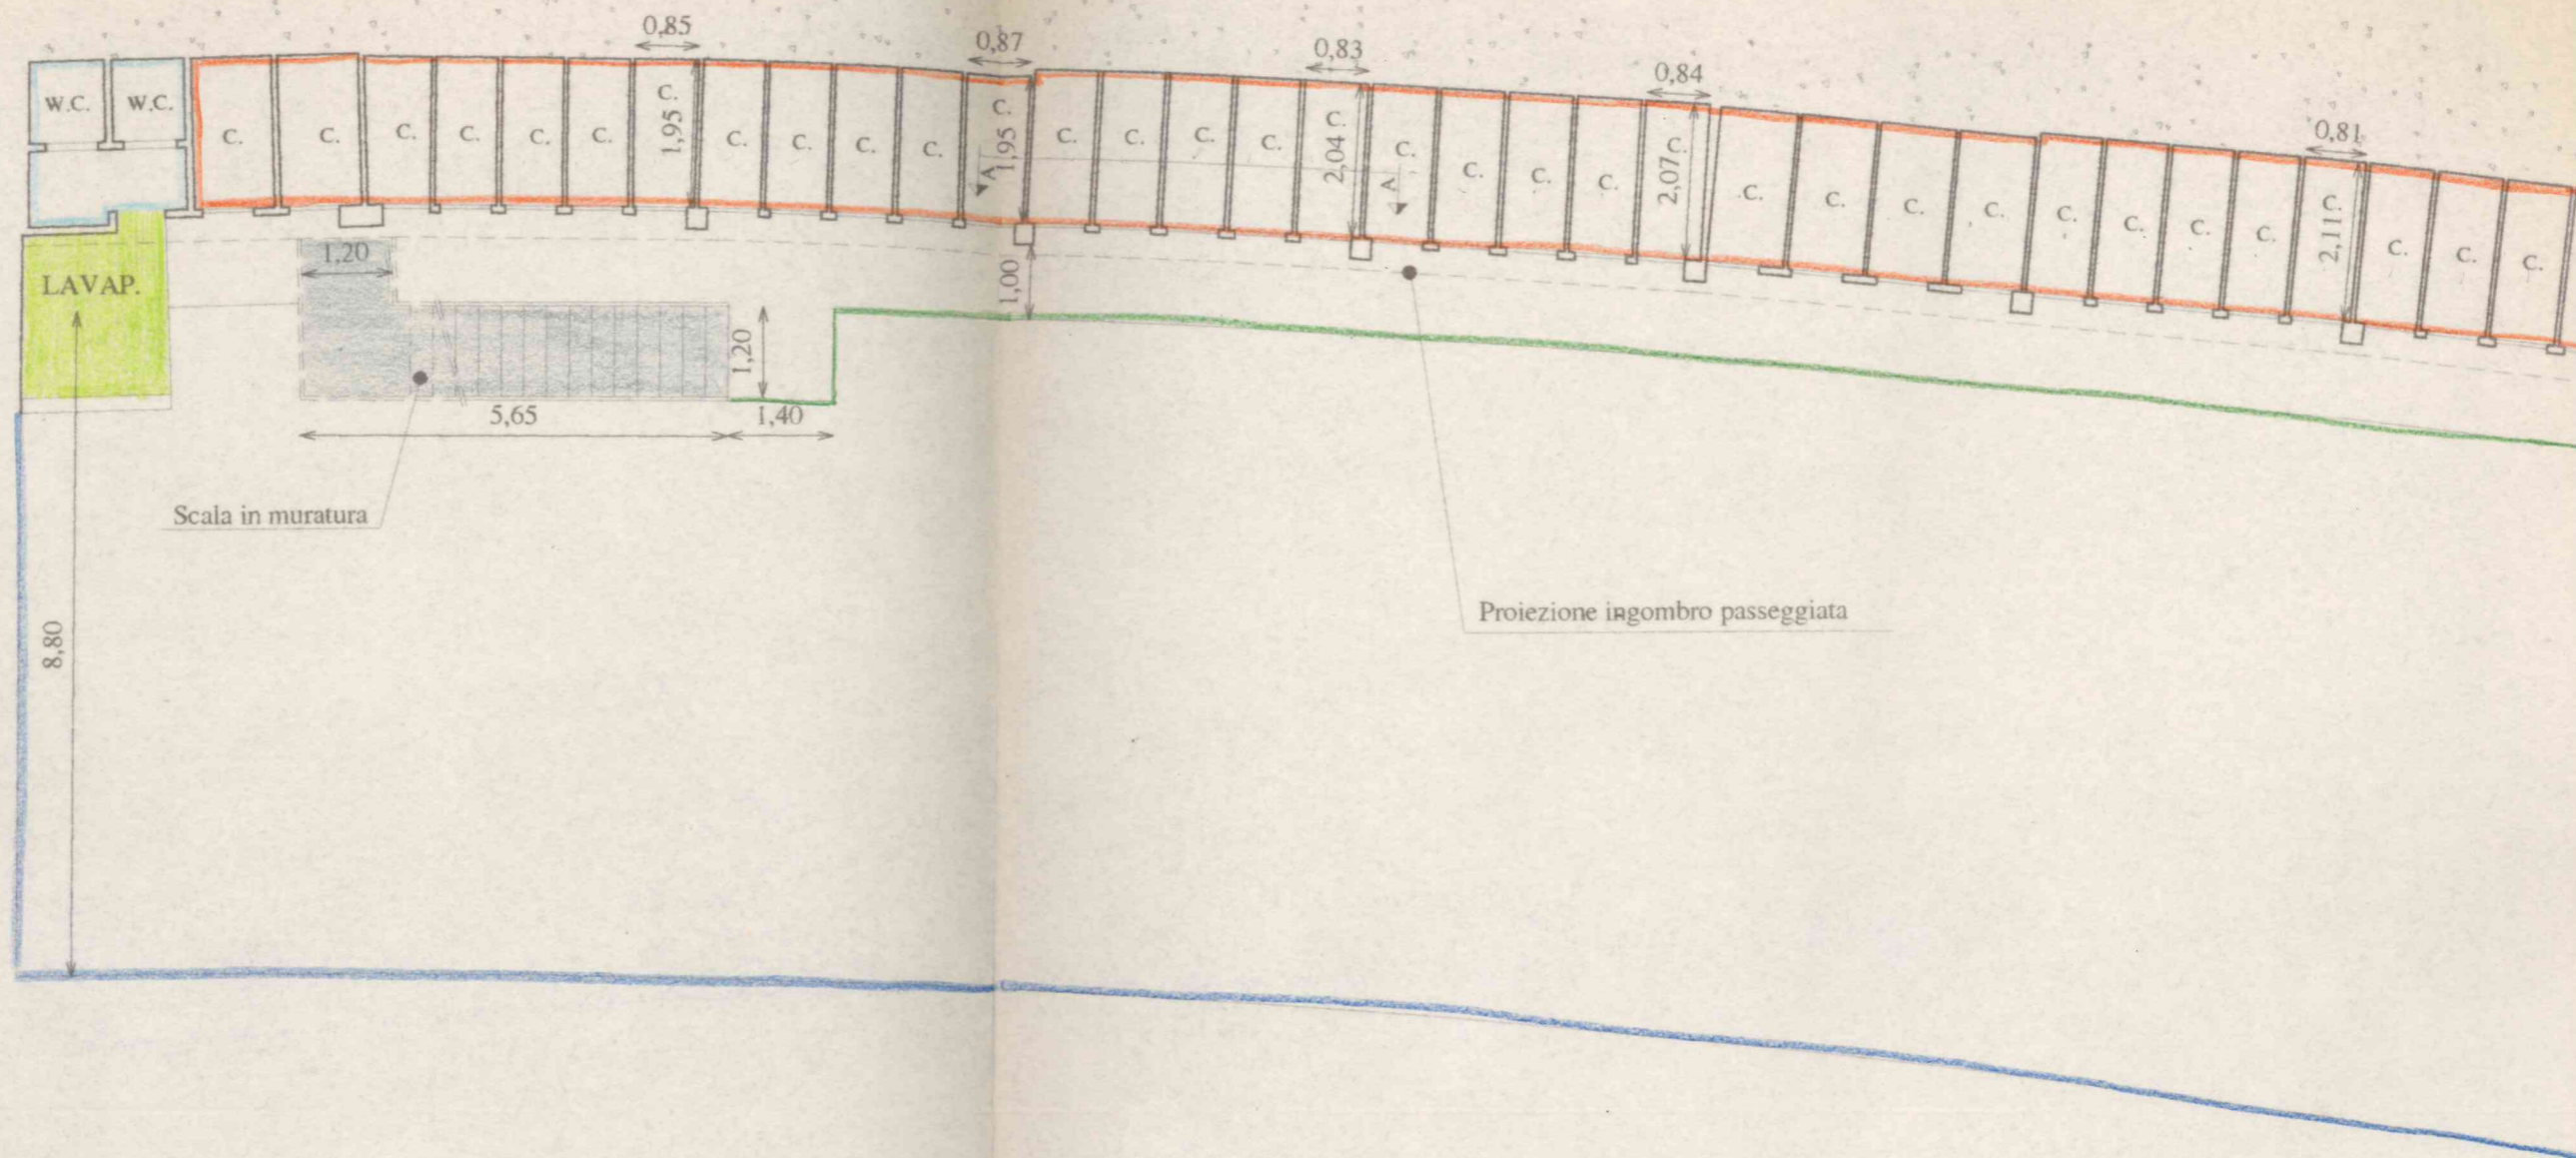 0,85
0,87
0,83
0,84
0,81
W.C. W.C.
C. C. C. C. C. C. C. C. C. C. C. C. C. C. C. C. C. C. C. C. C. C. C. C. C. C. C. C. C. C. C. C. C. C.
1,95
1,95
2,04
2,07
2,11
A
A
LAVAP.
1,20
1,00
1,20
5,65
1,40
Scala in muratura
Proiezione ingombro passeggiata
8,80